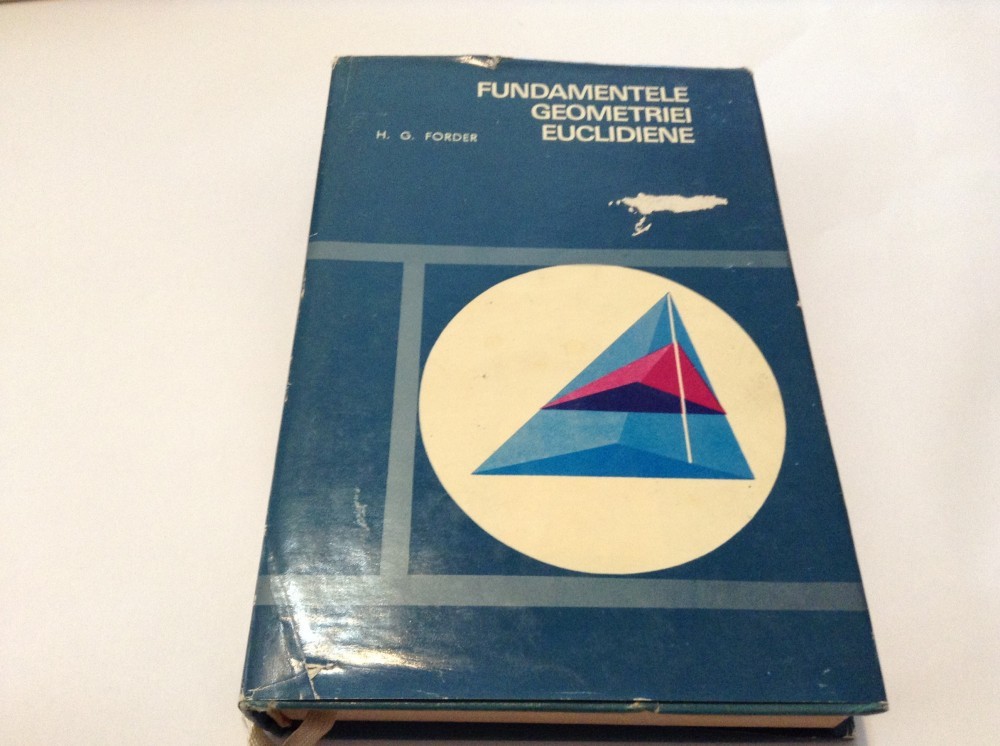 FUNDAMENTELE
GEOMETRIEI
EUCLIDIENE
H. G. FORDER